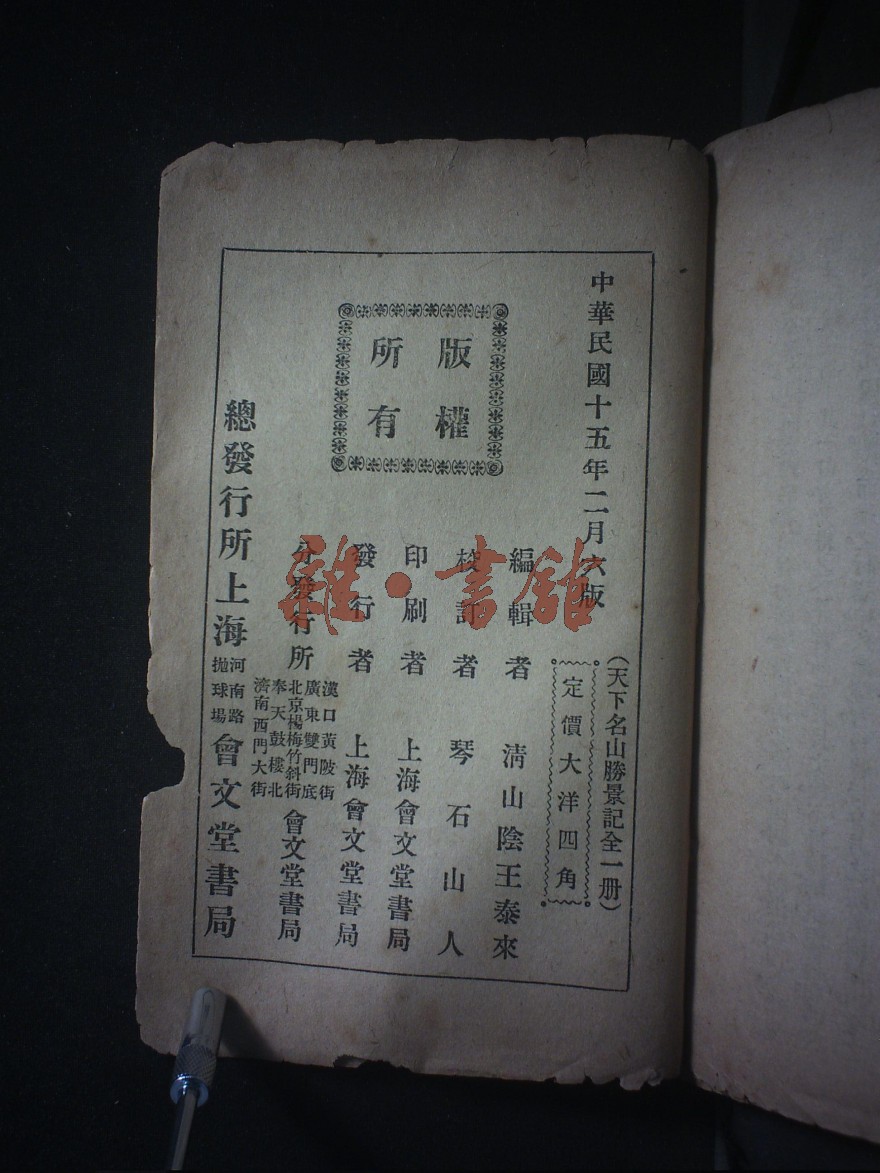 中華民國十五年二月六版
（天下名山勝景記全一册）
定價大洋四角
版權
所有
編輯者 清山陰王泰來
校訂者 琴石山人
印刷者 上海會文堂書局
發行者 上海會文堂書局
分發行所
漢口黃陂街
廣東雙門底
北京楊梅竹斜街
奉天鼓樓北
濟南西門大街
會文堂書局
總發行所上海
河南路
拋球場
會文堂書局
雜·書館